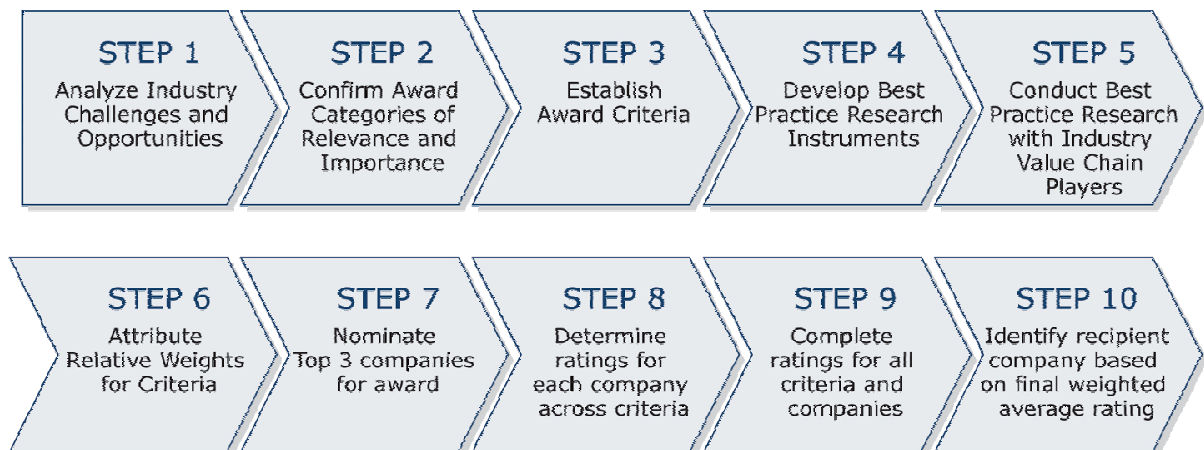 STEP 1
Analyze Industry
Challenges and
Opportunities
STEP 2
Confirm Award
Categories of
Relevance and
Importance
STEP 3
Establish
Award Criteria
STEP 4
Develop Best
Practice Research
Instruments
STEP 5
Conduct Best
Practice Research
with Industry
Value Chain
Players
STEP 6
Attribute
Relative Weights
for Criteria
STEP 7
Nominate
Top 3 companies
for award
STEP 8
Determine
ratings for
each company
across criteria
STEP 9
Complete
ratings for all
criteria and
companies
STEP 10
Identify recipient
company based
on final weighted
average rating